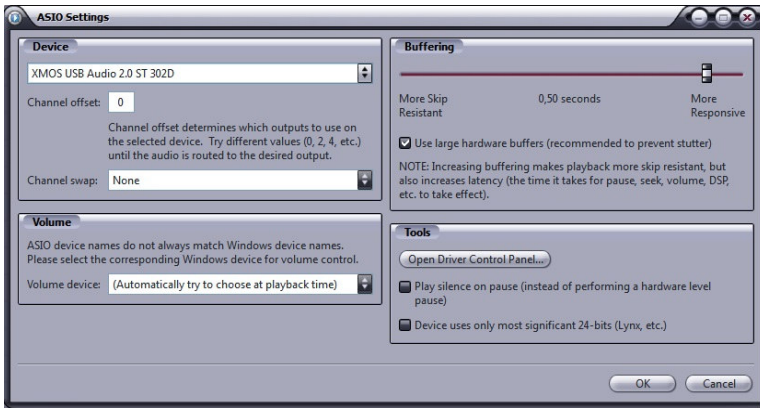 ASIO Settings
Device
XMOS USB Audio 2.0 ST 302D
Channel offset: 0
Channel offset determines which outputs to use on
the selected device. Try different values (0, 2, 4, etc.)
until the audio is routed to the desired output.
Channel swap: None
Volume
ASIO device names do not always match Windows device names.
Please select the corresponding Windows device for volume control.
Volume device: (Automatically try to choose at playback time)
Buffering
More Skip
Resistant
0,50 seconds
More
Responsive
Use large hardware buffers (recommended to prevent stutter)
NOTE: Increasing buffering makes playback more skip resistant, but
also increases latency (the time it takes for pause, seek, volume, DSP,
etc. to take effect).
Tools
Open Driver Control Panel...
Play silence on pause (instead of performing a hardware level
pause)
Device uses only most significant 24-bits (Lynx, etc.)
OK
Cancel